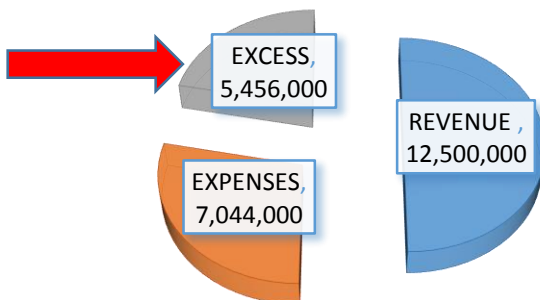 EXCESS,
5,456,000
REVENUE ,
12,500,000
EXPENSES,
7,044,000